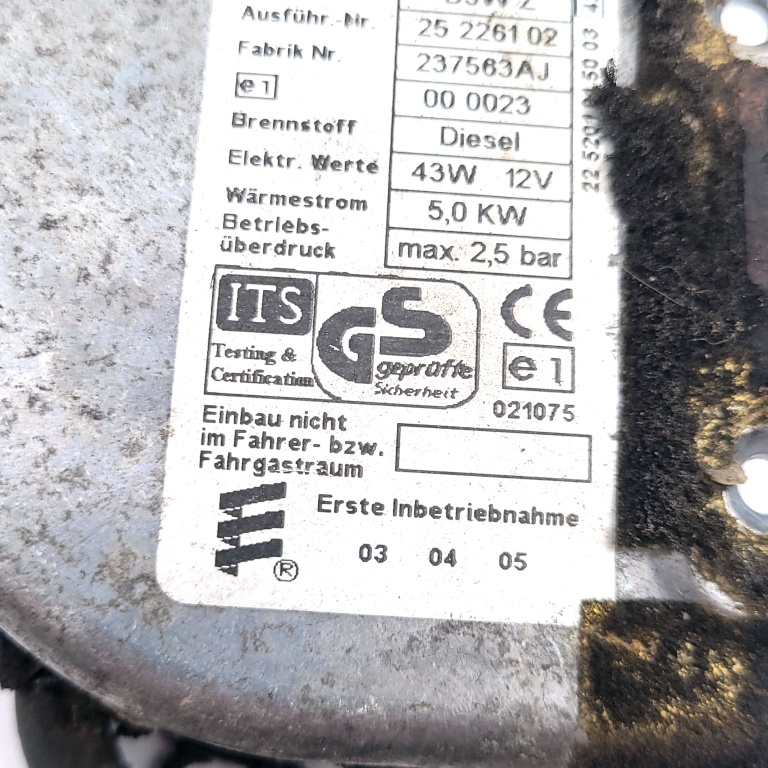 Ausführ.-Nr. 25 2261 02
Fabrik Nr. 237563AJ
e1 00 0023
Brennstoff Diesel
Elektr. Werte 43W 12V
Wärmestrom 5,0 KW
Betriebs-
überdruck max. 2,5 bar
ITS
Testing &
Certification
GS
geprüfte
Sicherheit
CE
e1
021075
Einbau nicht
im Fahrer- bzw.
Fahrgastraum
Erste Inbetriebnahme
03 04 05
®